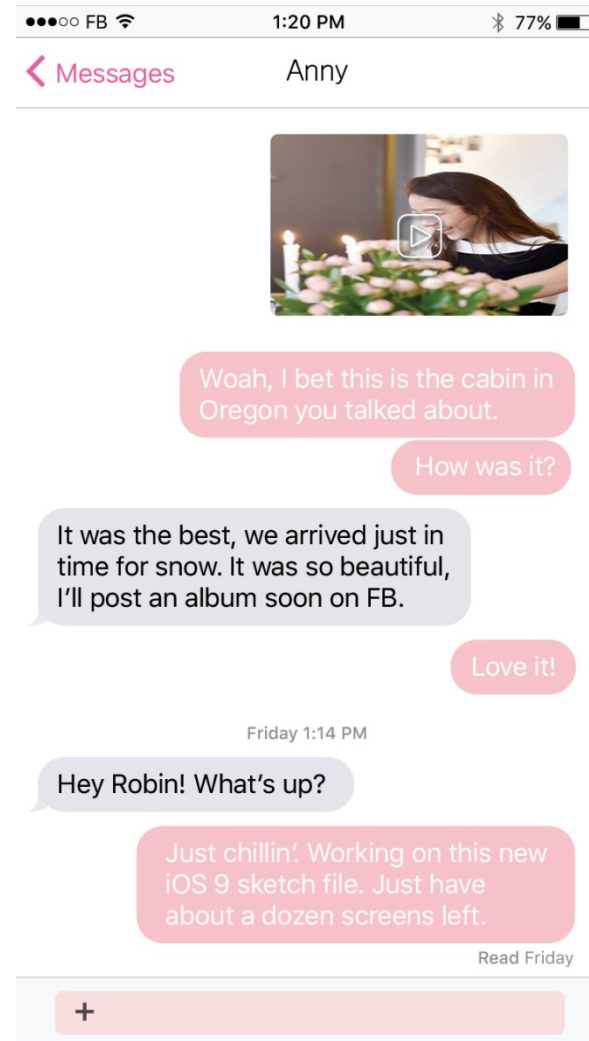 FB 1:20 PM 77%
Messages Anny
Woah, I bet this is the cabin in
Oregon you talked about.
How was it?
It was the best, we arrived just in
time for snow. It was so beautiful,
I'll post an album soon on FB.
Love it!
Friday 1:14 PM
Hey Robin! What's up?
Just chillin'. Working on this new
iOS 9 sketch file. Just have
about a dozen screens left.
Read Friday
+